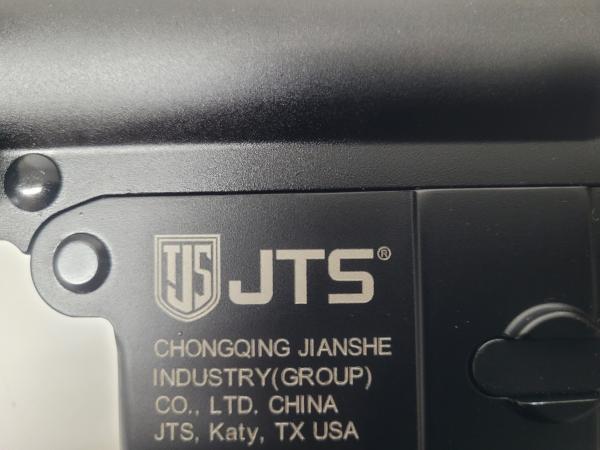 JTS JTS®
CHONGQING JIANSHE
INDUSTRY(GROUP)
CO., LTD. CHINA
JTS, Katy, TX USA